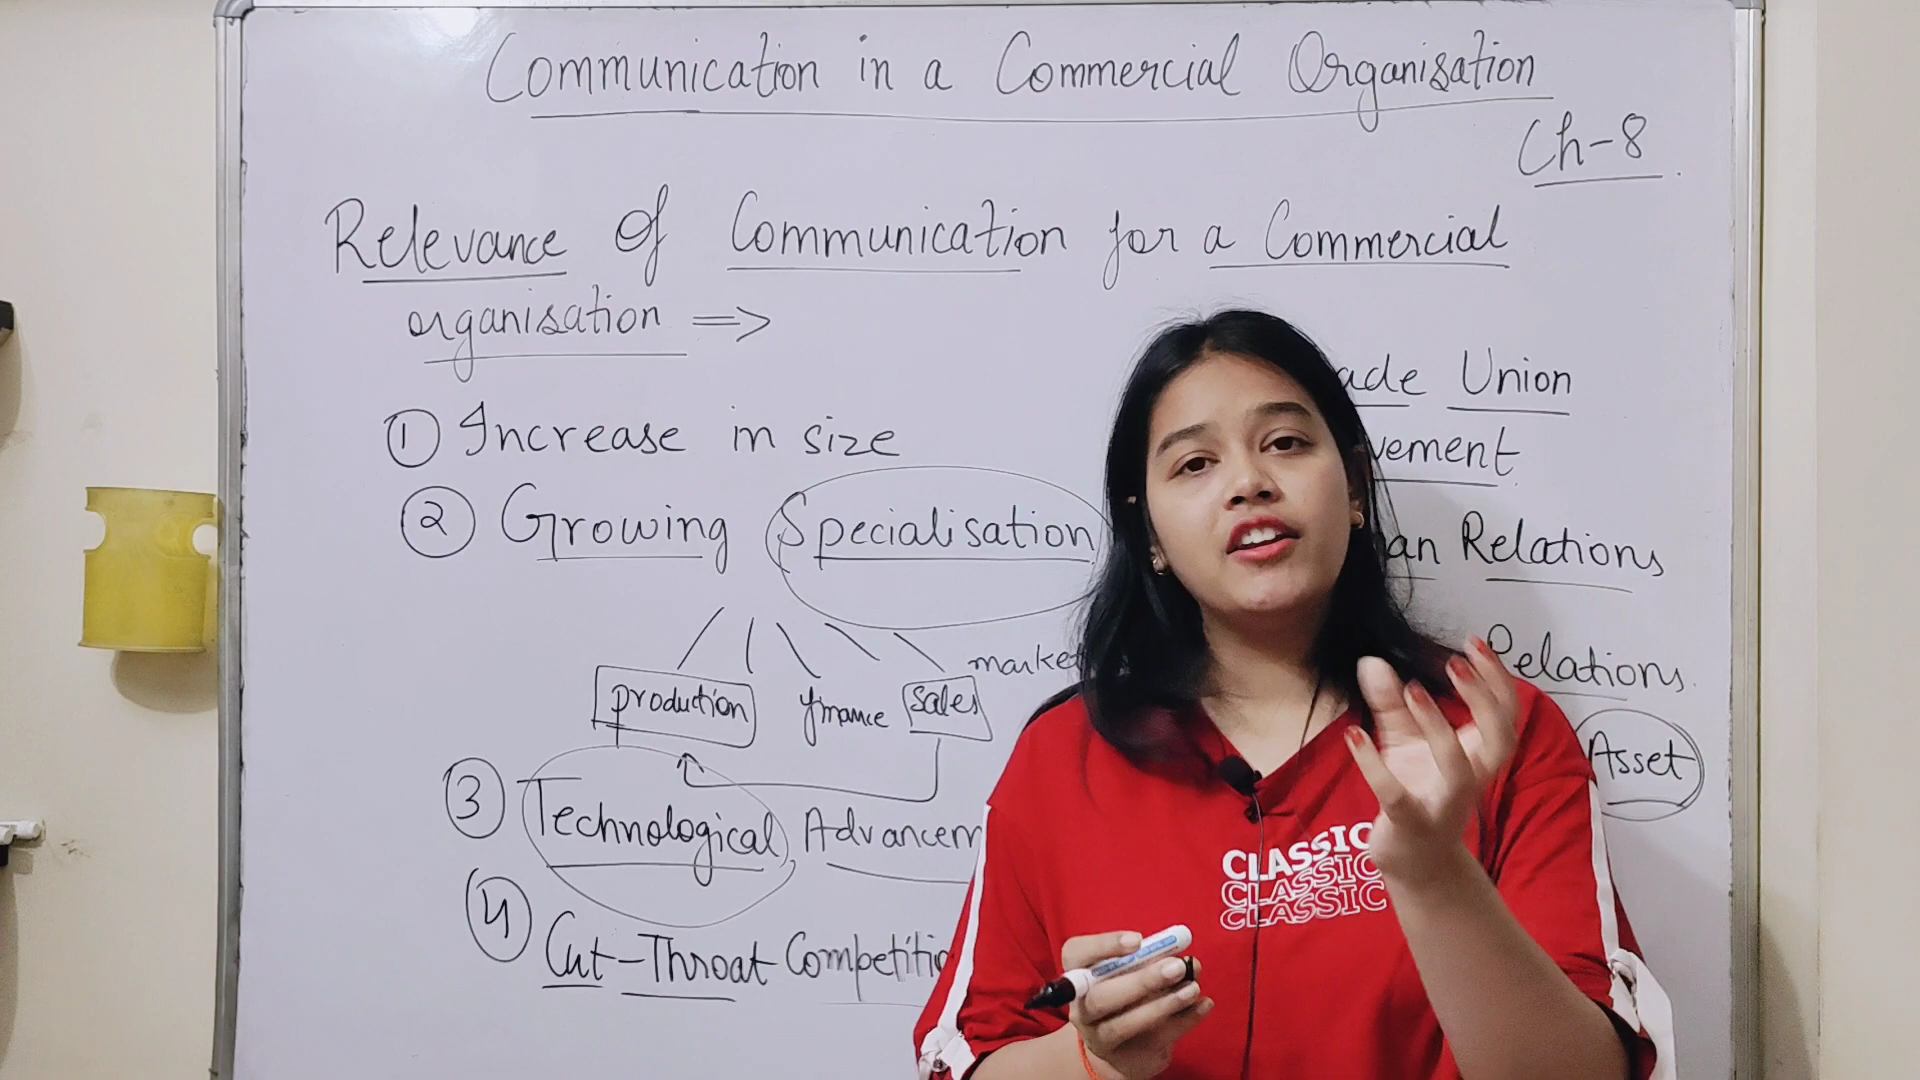 Communication in a Commercial Organisation
Ch-8
Relevance of Communication for a Commercial
organisation =>
① Increase in size
② Growing Specialisation
production finance sales market
③ Technological Advancem
④ Cut-Throat Competitio
ade Union
vement
an Relations
Relations
Asset
CLASSIC
CLASSIC
CLASSIC